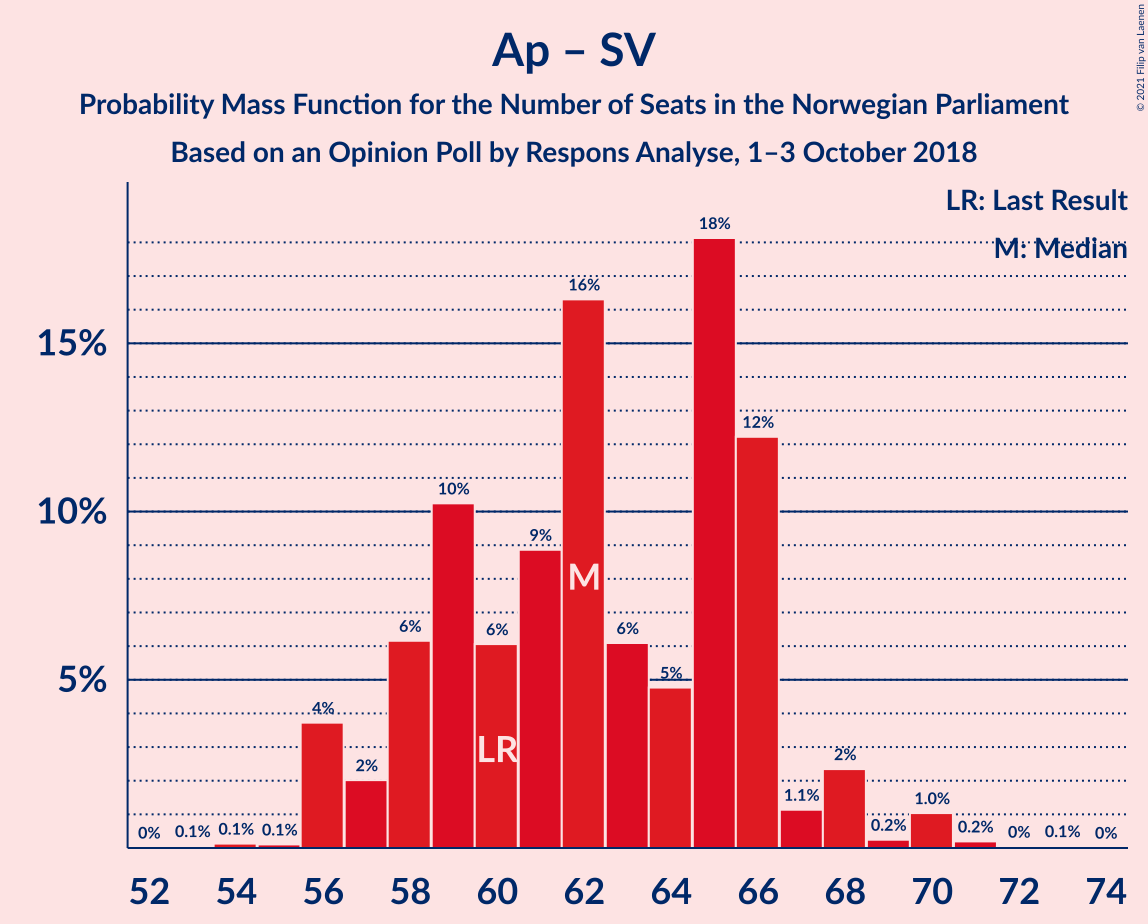 Ap – SV
Probability Mass Function for the Number of Seats in the Norwegian Parliament
Based on an Opinion Poll by Respons Analyse, 1–3 October 2018
© 2021 Filip van Laenen
LR: Last Result
M: Median
15%
10%
5%
0%
0.1%
0.1%
0.1%
4%
2%
6%
10%
6%
9%
16%
6%
5%
18%
12%
1.1%
2%
0.2%
1.0%
0.2%
0%
0.1%
0%
LR
M
52 54 56 58 60 62 64 66 68 70 72 74